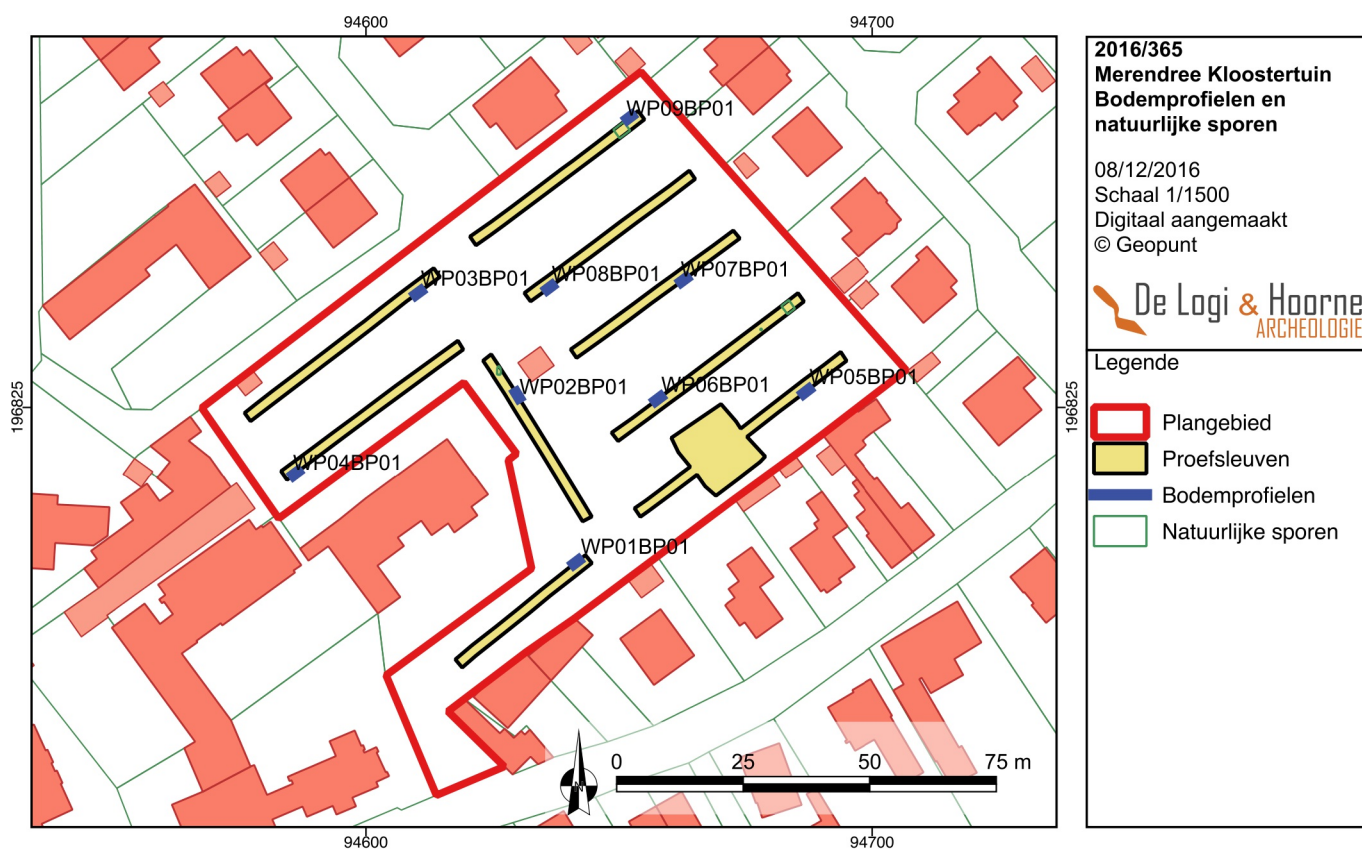 94600
94700
2016/365
Merendree Kloostertuin
Bodemprofielen en
natuurlijke sporen
08/12/2016
Schaal 1/1500
Digitaal aangemaakt
© Geopunt
De Logi & Hoorne
ARCHEOLOGIE
Legende
Plangebied
Proefsleuven
Bodemprofielen
Natuurlijke sporen
WP09BP01
WP03BP01
WP08BP01
WP07BP01
WP02BP01
WP06BP01
WP05BP01
WP04BP01
WP01BP01
196825
196825
N
0 25 50 75 m
94600
94700